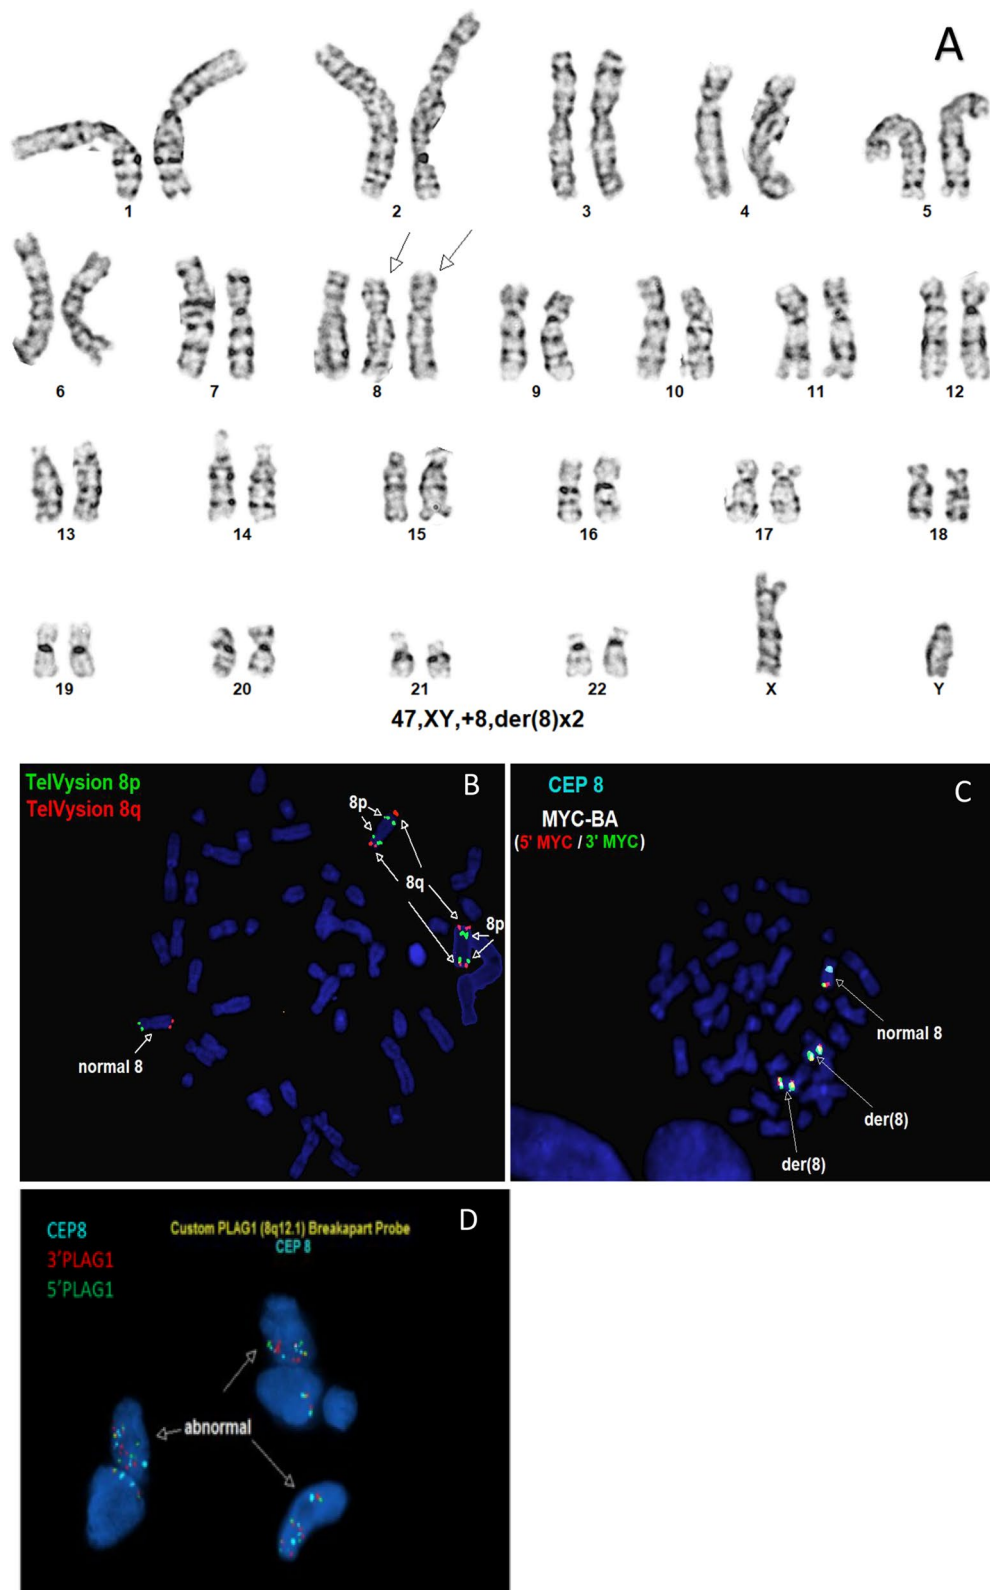 A
1 2 3 4 5
6 7 8 9 10 11 12
13 14 15 16 17 18
19 20 21 22 X Y
47,XY,+8,der(8)x2
TelVysion 8p
TelVysion 8q
B
8p
8q
8p
normal 8
CEP 8
MYC-BA
(5' MYC / 3' MYC)
C
normal 8
der(8)
der(8)
CEP8
3'PLAG1
5'PLAG1
Custom PLAG1 (8q12.1) Breakapart Probe
CEP 8
D
abnormal